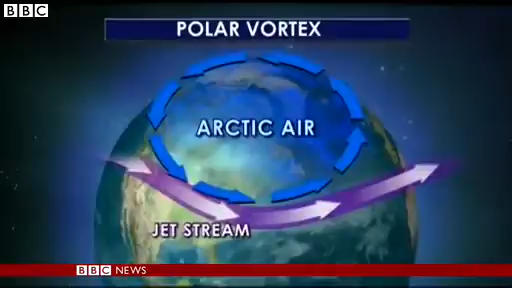 BBC
POLAR VORTEX
ARCTIC AIR
JET STREAM
BBC NEWS